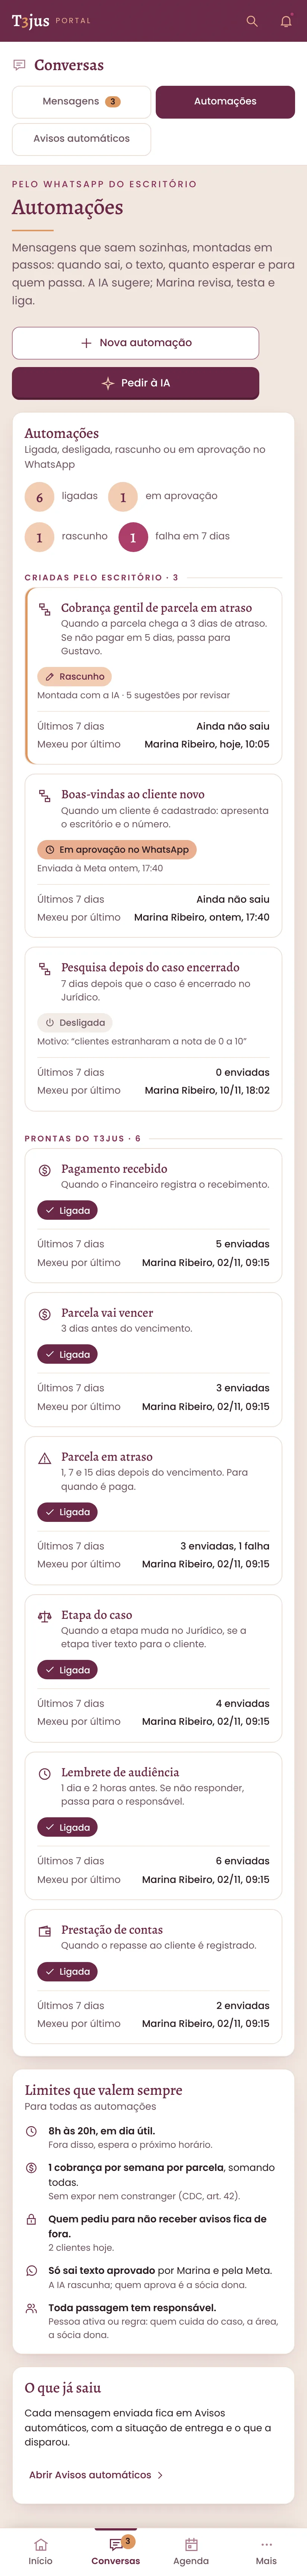 T3jus PORTAL
Conversas
Mensagens 3
Automações
Avisos automáticos
PELO WHATSAPP DO ESCRITÓRIO
Automações
Mensagens que saem sozinhas, montadas em
passos: quando sai, o texto, quanto esperar e para
quem passa. A IA sugere; Marina revisa, testa e
liga.
Nova automação
Pedir à IA
Automações
Ligada, desligada, rascunho ou em aprovação no
WhatsApp
6 ligadas 1 em aprovação
1 rascunho 1 falha em 7 dias
CRIADAS PELO ESCRITÓRIO · 3
Cobrança gentil de parcela em atraso
Quando a parcela chega a 3 dias de atraso.
Se não pagar em 5 dias, passa para
Gustavo.
Rascunho
Montada com a IA · 5 sugestões por revisar
Últimos 7 dias Ainda não saiu
Mexeu por último Marina Ribeiro, hoje, 10:05
Boas-vindas ao cliente novo
Quando um cliente é cadastrado: apresenta
o escritório e o número.
Em aprovação no WhatsApp
Enviada à Meta ontem, 17:40
Últimos 7 dias Ainda não saiu
Mexeu por último Marina Ribeiro, ontem, 17:40
Pesquisa depois do caso encerrado
7 dias depois que o caso é encerrado no
Jurídico.
Desligada
Motivo: “clientes estranharam a nota de 0 a 10”
Últimos 7 dias 0 enviadas
Mexeu por último Marina Ribeiro, 10/11, 18:02
PRONTAS DO T3JUS · 6
Pagamento recebido
Quando o Financeiro registra o recebimento.
Ligada
Últimos 7 dias 5 enviadas
Mexeu por último Marina Ribeiro, 02/11, 09:15
Parcela vai vencer
3 dias antes do vencimento.
Ligada
Últimos 7 dias 3 enviadas
Mexeu por último Marina Ribeiro, 02/11, 09:15
Parcela em atraso
1, 7 e 15 dias depois do vencimento. Para
quando é paga.
Ligada
Últimos 7 dias 3 enviadas, 1 falha
Mexeu por último Marina Ribeiro, 02/11, 09:15
Etapa do caso
Quando a etapa muda no Jurídico, se a
etapa tiver texto para o cliente.
Ligada
Últimos 7 dias 4 enviadas
Mexeu por último Marina Ribeiro, 02/11, 09:15
Lembrete de audiência
1 dia e 2 horas antes. Se não responder,
passa para o responsável.
Ligada
Últimos 7 dias 6 enviadas
Mexeu por último Marina Ribeiro, 02/11, 09:15
Prestação de contas
Quando o repasse ao cliente é registrado.
Ligada
Últimos 7 dias 2 enviadas
Mexeu por último Marina Ribeiro, 02/11, 09:15
Limites que valem sempre
Para todas as automações
8h às 20h, em dia útil.
Fora disso, espera o próximo horário.
1 cobrança por semana por parcela, somando
todas.
Sem expor nem constranger (CDC, art. 42).
Quem pediu para não receber avisos fica de
fora.
2 clientes hoje.
Só sai texto aprovado por Marina e pela Meta.
A IA rascunha; quem aprova é a sócia dona.
Toda passagem tem responsável.
Pessoa ativa ou regra: quem cuida do caso, a área,
a sócia dona.
O que já saiu
Cada mensagem enviada fica em Avisos
automáticos, com a situação de entrega e o que a
disparou.
Abrir Avisos automáticos
3
Início Conversas Agenda Mais